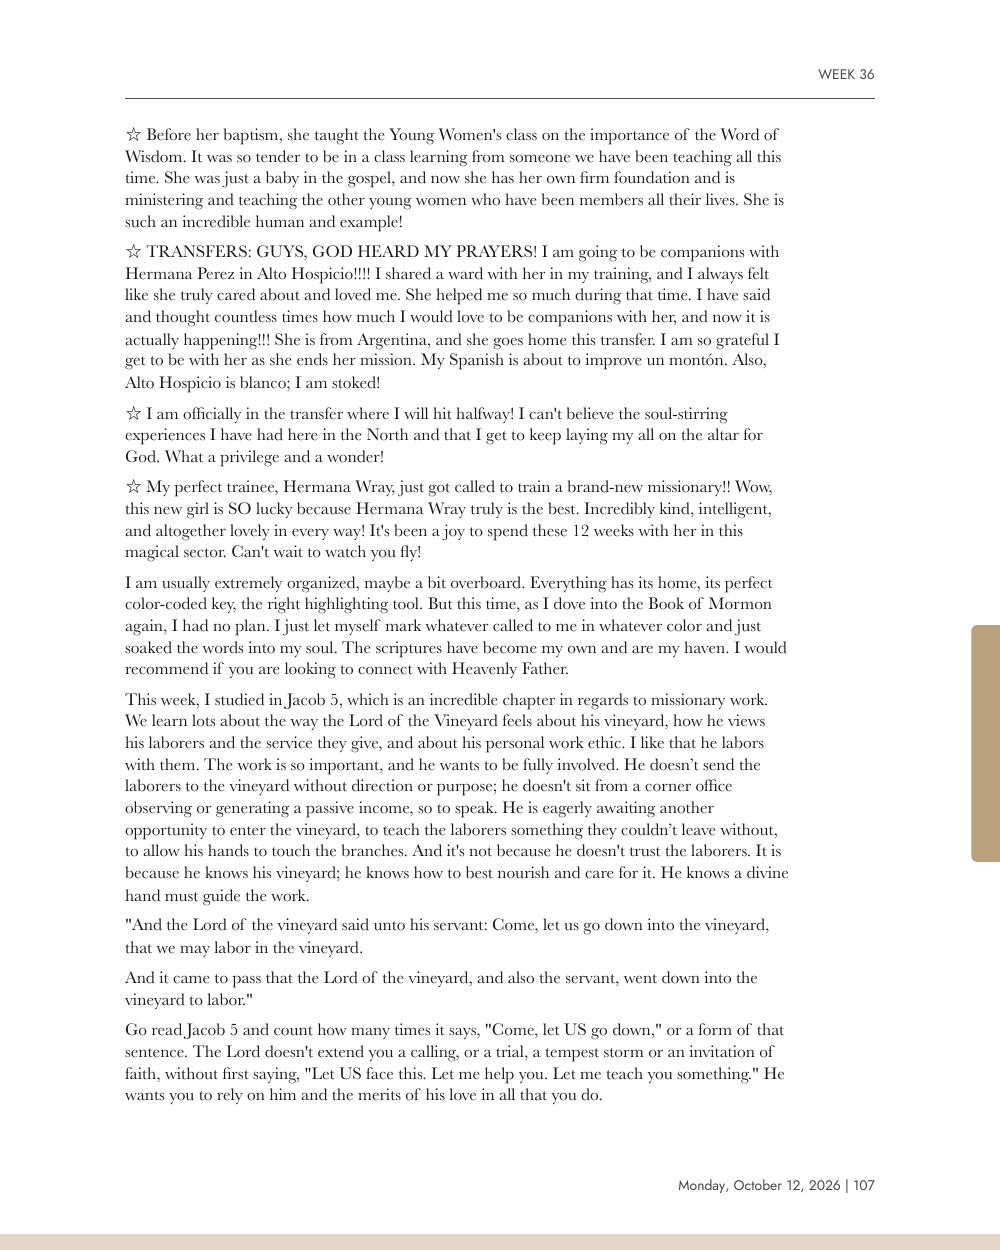 WEEK 36
☆ Before her baptism, she taught the Young Women's class on the importance of the Word of
Wisdom. It was so tender to be in a class learning from someone we have been teaching all this
time. She was just a baby in the gospel, and now she has her own firm foundation and is
ministering and teaching the other young women who have been members all their lives. She is
such an incredible human and example!
☆ TRANSFERS: GUYS, GOD HEARD MY PRAYERS! I am going to be companions with
Hermana Perez in Alto Hospicio!!!! I shared a ward with her in my training, and I always felt
like she truly cared about and loved me. She helped me so much during that time. I have said
and thought countless times how much I would love to be companions with her, and now it is
actually happening!!! She is from Argentina, and she goes home this transfer. I am so grateful I
get to be with her as she ends her mission. My Spanish is about to improve un montón. Also,
Alto Hospicio is blanco; I am stoked!
☆ I am officially in the transfer where I will hit halfway! I can't believe the soul-stirring
experiences I have had here in the North and that I get to keep laying my all on the altar for
God. What a privilege and a wonder!
☆ My perfect trainee, Hermana Wray, just got called to train a brand-new missionary!! Wow,
this new girl is SO lucky because Hermana Wray truly is the best. Incredibly kind, intelligent,
and altogether lovely in every way! It's been a joy to spend these 12 weeks with her in this
magical sector. Can't wait to watch you fly!
I am usually extremely organized, maybe a bit overboard. Everything has its home, its perfect
color-coded key, the right highlighting tool. But this time, as I dove into the Book of Mormon
again, I had no plan. I just let myself mark whatever called to me in whatever color and just
soaked the words into my soul. The scriptures have become my own and are my haven. I would
recommend if you are looking to connect with Heavenly Father.
This week, I studied in Jacob 5, which is an incredible chapter in regards to missionary work.
We learn lots about the way the Lord of the Vineyard feels about his vineyard, how he views
his laborers and the service they give, and about his personal work ethic. I like that he labors
with them. The work is so important, and he wants to be fully involved. He doesn’t send the
laborers to the vineyard without direction or purpose; he doesn't sit from a corner office
observing or generating a passive income, so to speak. He is eagerly awaiting another
opportunity to enter the vineyard, to teach the laborers something they couldn’t leave without,
to allow his hands to touch the branches. And it's not because he doesn't trust the laborers. It is
because he knows his vineyard; he knows how to best nourish and care for it. He knows a divine
hand must guide the work.
"And the Lord of the vineyard said unto his servant: Come, let us go down into the vineyard,
that we may labor in the vineyard.
And it came to pass that the Lord of the vineyard, and also the servant, went down into the
vineyard to labor."
Go read Jacob 5 and count how many times it says, "Come, let US go down," or a form of that
sentence. The Lord doesn't extend you a calling, or a trial, a tempest storm or an invitation of
faith, without first saying, "Let US face this. Let me help you. Let me teach you something." He
wants you to rely on him and the merits of his love in all that you do.
Monday, October 12, 2026 | 107